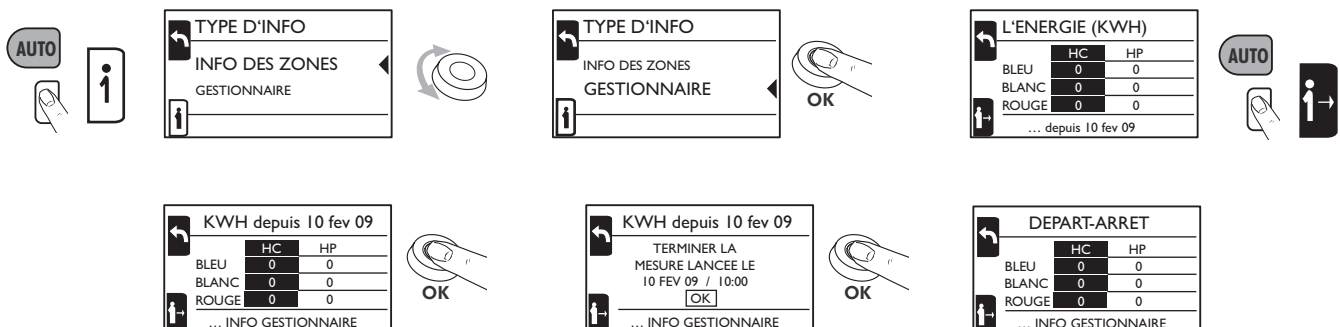 AUTO
TYPE D'INFO
INFO DES ZONES
GESTIONNAIRE
TYPE D'INFO
INFO DES ZONES
GESTIONNAIRE
OK
L'ENERGIE (KWH)
HC HP
BLEU 0 0
BLANC 0 0
ROUGE 0 0
... depuis 10 fev 09
AUTO
KWH depuis 10 fev 09
HC HP
BLEU 0 0
BLANC 0 0
ROUGE 0 0
... INFO GESTIONNAIRE
OK
KWH depuis 10 fev 09
TERMINER LA
MESURE LANCEE LE
10 FEV 09 / 10:00
OK
... INFO GESTIONNAIRE
OK
DEPART-ARRET
HC HP
BLEU 0 0
BLANC 0 0
ROUGE 0 0
... INFO GESTIONNAIRE